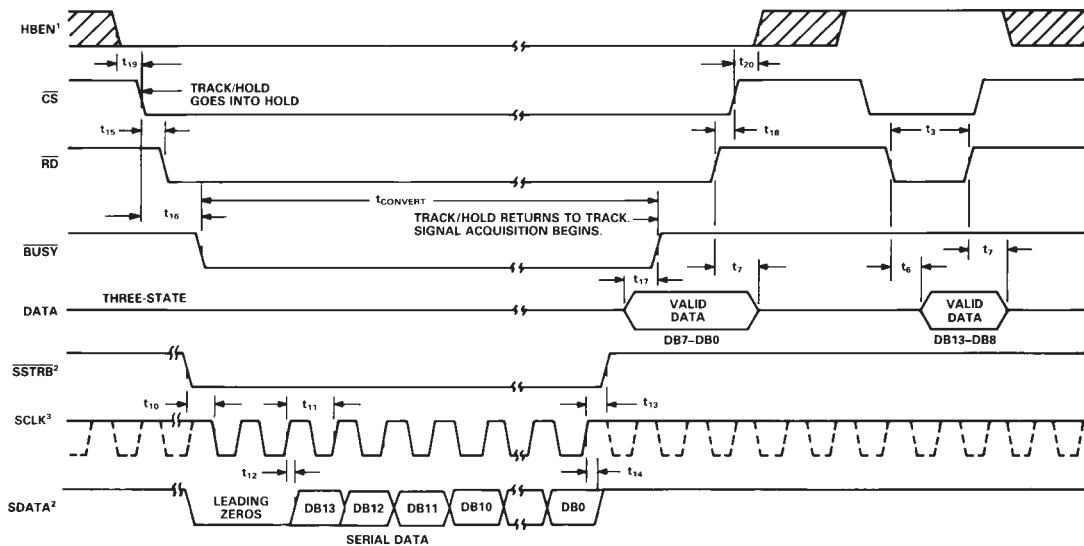 HBEN¹
t19
t20
TRACK/HOLD
GOES INTO HOLD
CS
t15
t18
t3
RD
t16
tCONVERT
TRACK/HOLD RETURNS TO TRACK.
SIGNAL ACQUISITION BEGINS.
BUSY
t17
t7
t6
t7
THREE-STATE
DATA
VALID
DATA
VALID
DATA
DB7–DB0
DB13–DB8
SSTRB²
t10
t11
t13
SCLK³
t12
t14
SDATA²
LEADING
ZEROS
DB13
DB12
DB11
DB10
DB0
SERIAL DATA